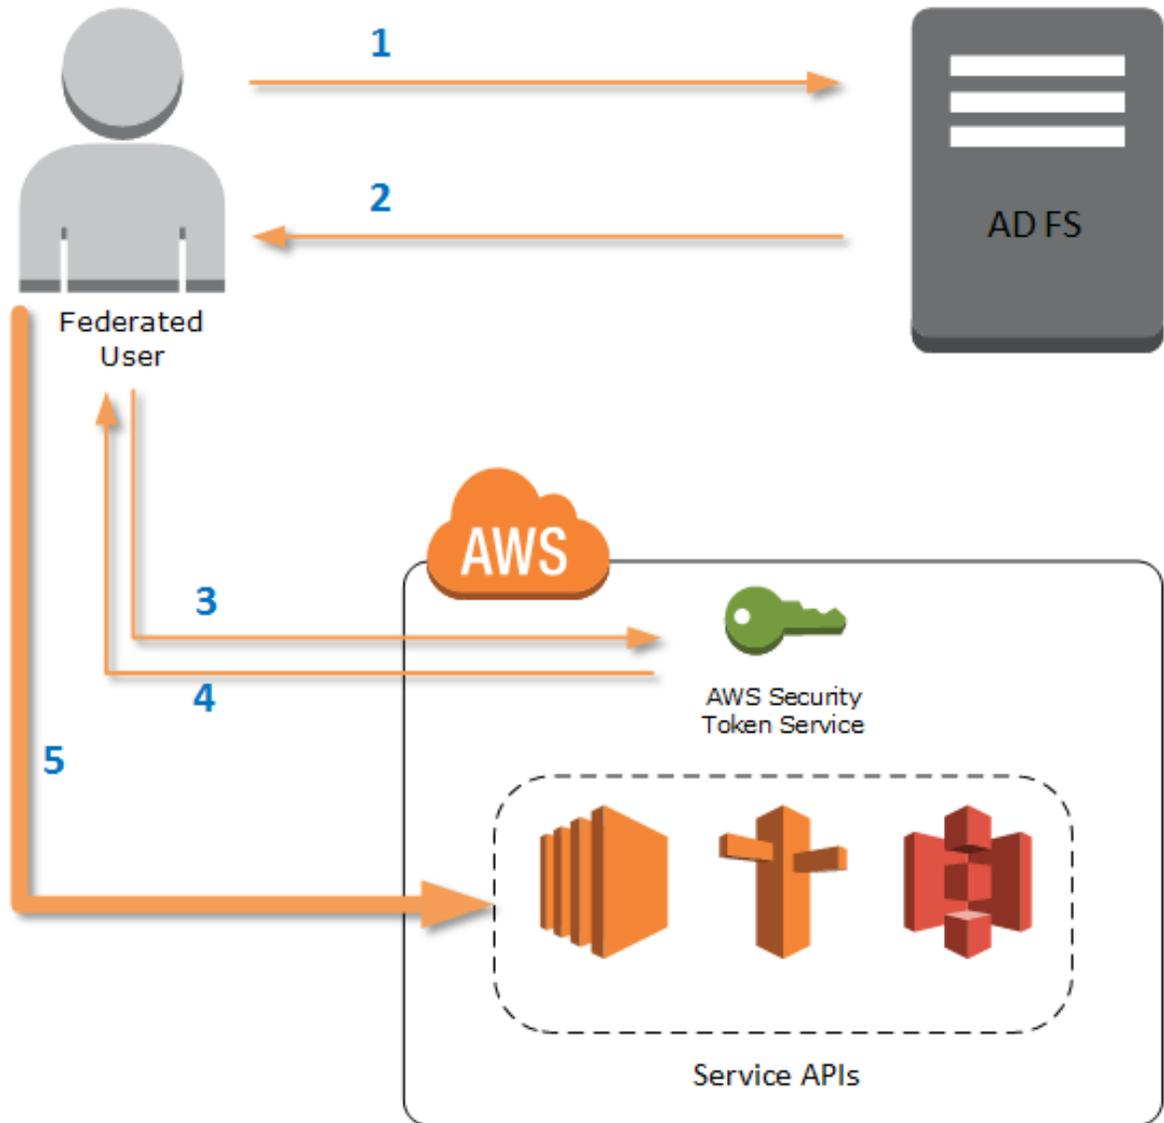 1
2
AD FS
Federated
User
AWS
3
4
AWS Security
Token Service
5
Service APIs